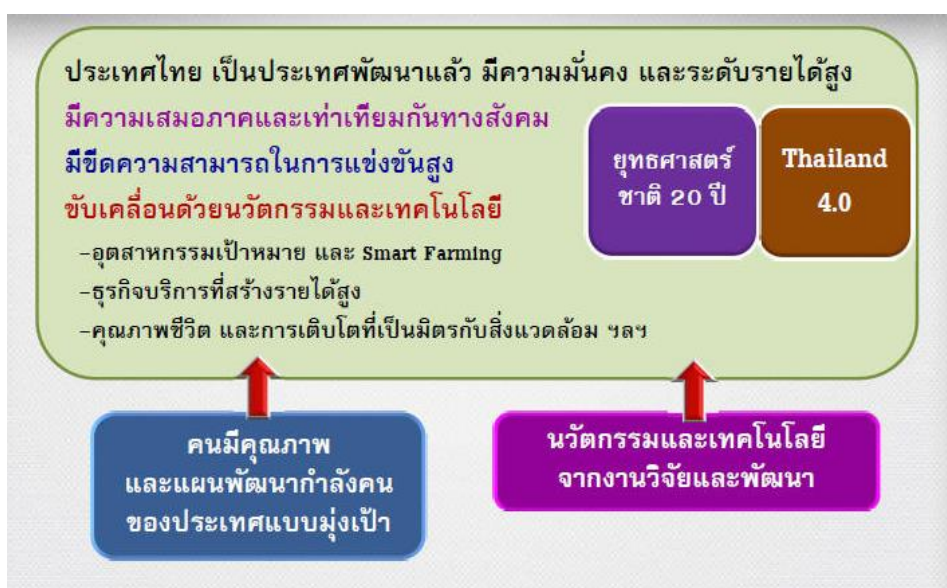 ประเทศไทย เป็นประเทศพัฒนาแล้ว มีความมั่นคง และระดับรายได้สูง
มีความเสมอภาคและเท่าเทียมกันทางสังคม
มีขีดความสามารถในการแข่งขันสูง
ขับเคลื่อนด้วยนวัตกรรมและเทคโนโลยี
-อุตสาหกรรมเป้าหมาย และ Smart Farming
-ธุรกิจบริการที่สร้างรายได้สูง
-คุณภาพชีวิต และการเติบโตที่เป็นมิตรกับสิ่งแวดล้อม ฯลฯ
ยุทธศาสตร์
ชาติ 20 ปี
Thailand
4.0
คนมีคุณภาพ
และแผนพัฒนากำลังคน
ของประเทศแบบมุ่งเป้า
นวัตกรรมและเทคโนโลยี
จากงานวิจัยและพัฒนา